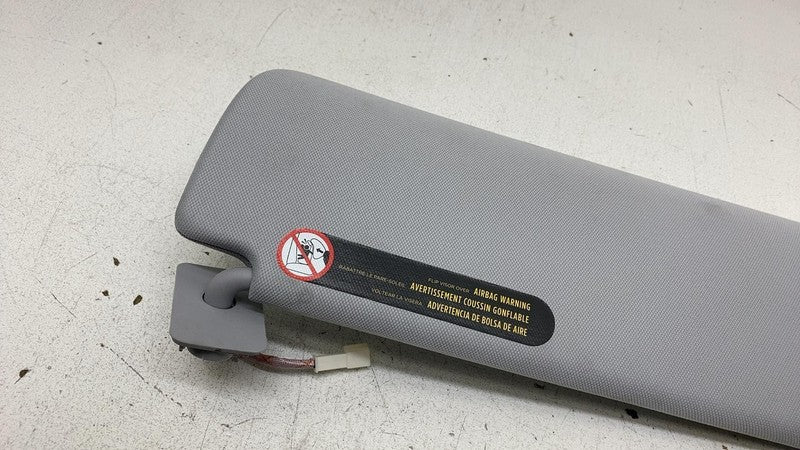 FLIP VISOR OVER. AIRBAG WARNING
RABATTRE LE PARE-SOLEIL. AVERTISSEMENT COUSSIN GONFLABLE
VOLTEAR LA VISERA. ADVERTENCIA DE BOLSA DE AIRE